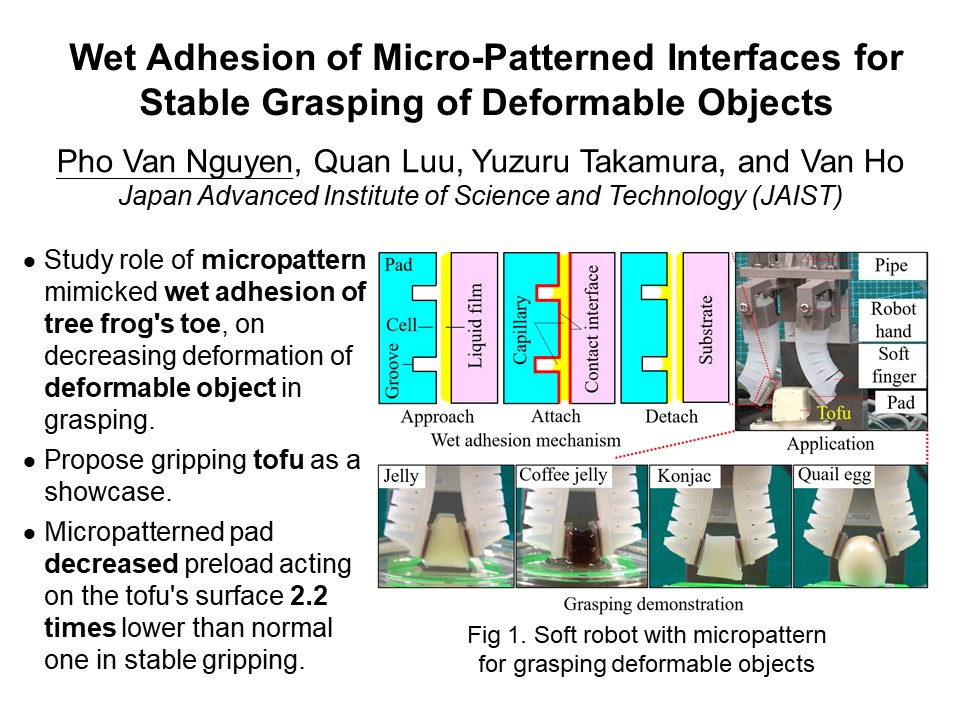 Wet Adhesion of Micro-Patterned Interfaces for
Stable Grasping of Deformable Objects
Pho Van Nguyen, Quan Luu, Yuzuru Takamura, and Van Ho
Japan Advanced Institute of Science and Technology (JAIST)
● Study role of micropattern
mimicked wet adhesion of
tree frog's toe, on
decreasing deformation of
deformable object in
grasping.
● Propose gripping tofu as a
showcase.
● Micropatterned pad
decreased preload acting
on the tofu's surface 2.2
times lower than normal
one in stable gripping.
Pad
Cell
Groove
Liquid film
Capillary
Contact interface
Substrate
Approach
Attach
Detach
Wet adhesion mechanism
Pipe
Robot
hand
Soft
finger
Pad
Tofu
Application
Jelly
Coffee jelly
Konjac
Quail egg
Grasping demonstration
Fig 1. Soft robot with micropattern
for grasping deformable objects